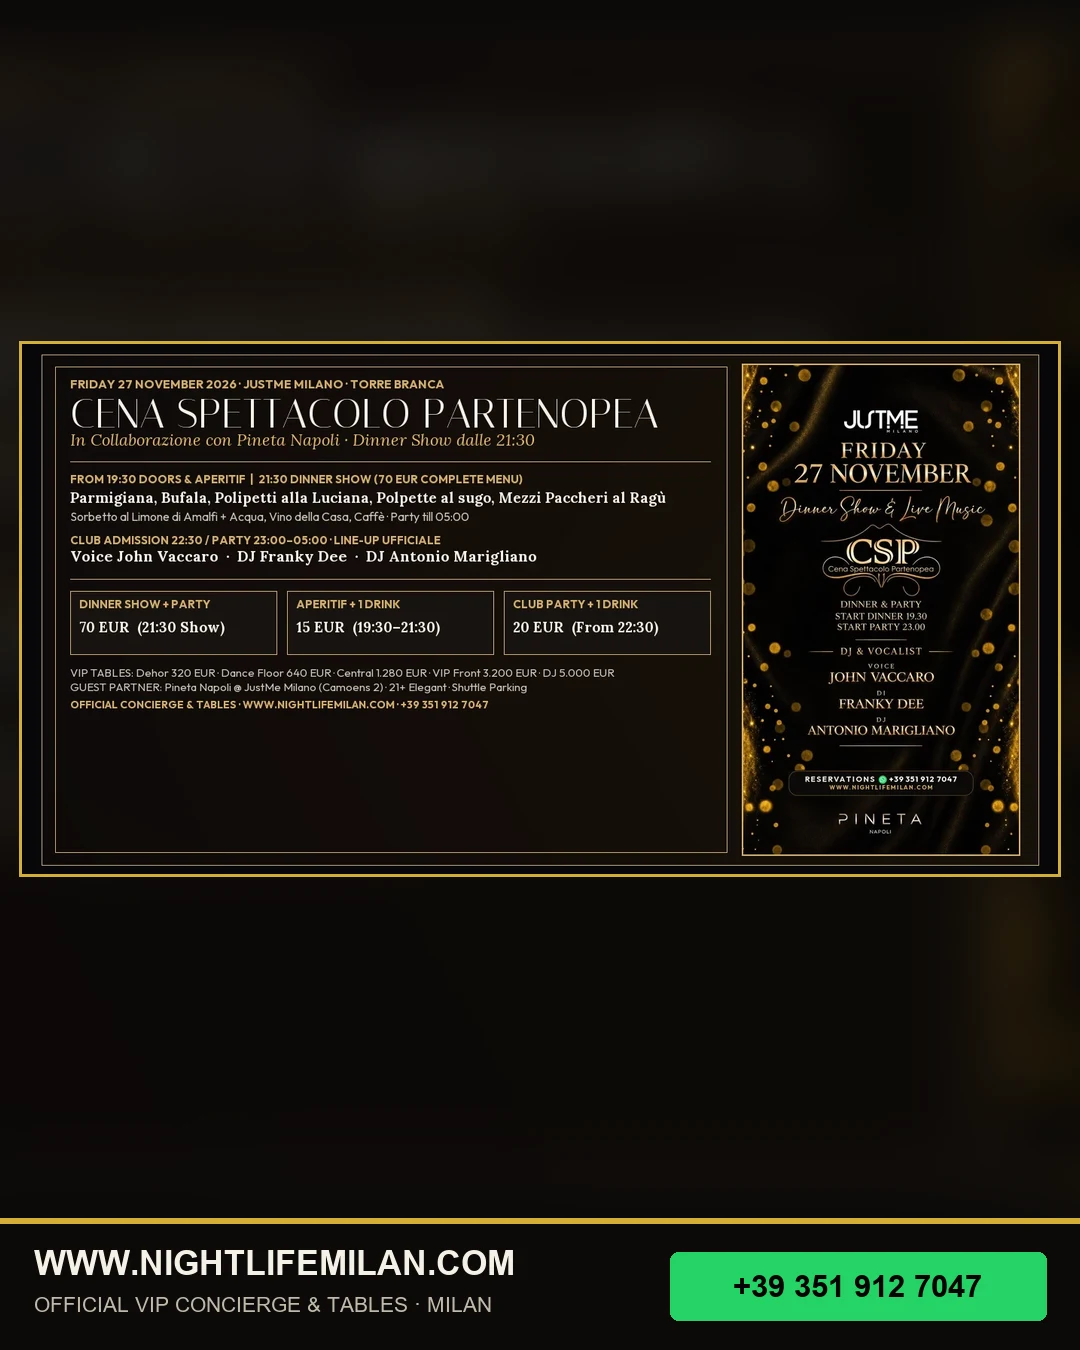 FRIDAY 27 NOVEMBER 2026 · JUSTME MILANO · TORRE BRANCA
CENA SPETTACOLO PARTENOPEA
In Collaborazione con Pineta Napoli · Dinner Show dalle 21:30
FROM 19:30 DOORS & APERITIF | 21:30 DINNER SHOW (70 EUR COMPLETE MENU)
Parmigiana, Bufala, Polipetti alla Luciana, Polpette al sugo, Mezzi Paccheri al Ragù
Sorbetto al Limone di Amalfi + Acqua, Vino della Casa, Caffè · Party till 05:00
CLUB ADMISSION 22:30 / PARTY 23:00–05:00 · LINE-UP UFFICIALE
Voice John Vaccaro · DJ Franky Dee · DJ Antonio Marigliano
DINNER SHOW + PARTY
70 EUR (21:30 Show)
APERITIF + 1 DRINK
15 EUR (19:30–21:30)
CLUB PARTY + 1 DRINK
20 EUR (From 22:30)
VIP TABLES: Dehor 320 EUR · Dance Floor 640 EUR · Central 1.280 EUR · VIP Front 3.200 EUR · DJ 5.000 EUR
GUEST PARTNER: Pineta Napoli @ JustMe Milano (Camoens 2) · 21+ Elegant · Shuttle Parking
OFFICIAL CONCIERGE & TABLES · WWW.NIGHTLIFEMILAN.COM · +39 351 912 7047
JUSTME
MILANO
FRIDAY
27 NOVEMBER
Dinner Show & Live Music
CSP
Cena Spettacolo Partenopea
DINNER & PARTY
START DINNER 19.30
START PARTY 23.00
DJ & VOCALIST
VOICE
JOHN VACCARO
DJ
FRANKY DEE
DJ
ANTONIO MARIGLIANO
RESERVATIONS +39 351 912 7047
WWW.NIGHTLIFEMILAN.COM
PINETA
NAPOLI
WWW.NIGHTLIFEMILAN.COM
OFFICIAL VIP CONCIERGE & TABLES · MILAN
+39 351 912 7047